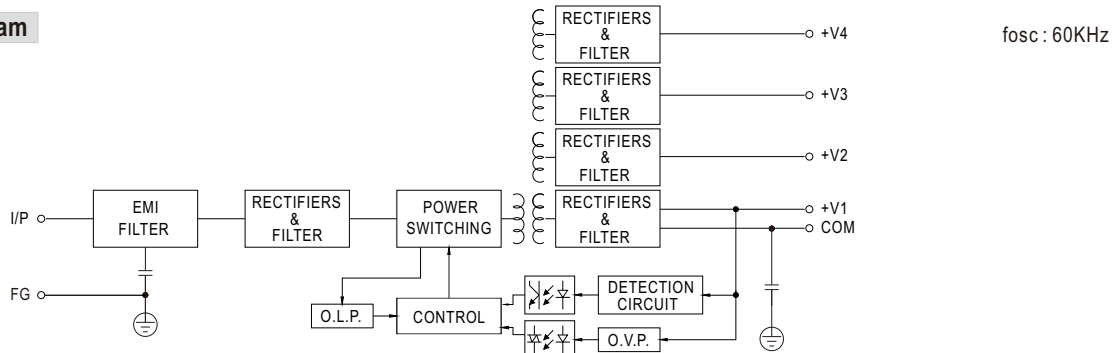 am
fosc : 60KHz
RECTIFIERS
&
FILTER
+V4
RECTIFIERS
&
FILTER
+V3
RECTIFIERS
&
FILTER
+V2
I/P
EMI
FILTER
RECTIFIERS
&
FILTER
POWER
SWITCHING
RECTIFIERS
&
FILTER
+V1
COM
FG
O.L.P.
CONTROL
DETECTION
CIRCUIT
O.V.P.